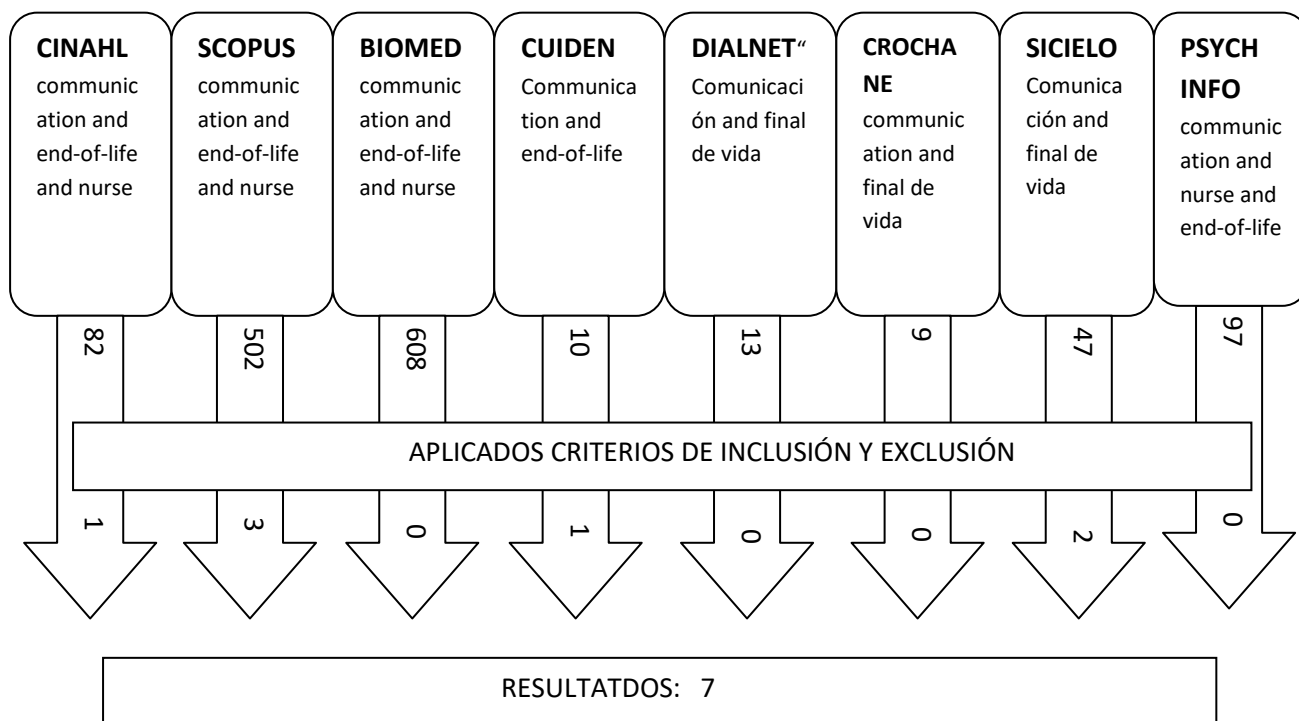 CINAHL
communic
ation and
end-of-life
and nurse
SCOPUS
communic
ation and
end-of-life
and nurse
BIOMED
communic
ation and
end-of-life
and nurse
CUIDEN
Communica
tion and
end-of-life
DIALNET“
Comunicaci
ón and final
de vida
CROCHA
NE
communic
ation and
final de
vida
SICIELO
Comunica
ción and
final de
vida
PSYCH
INFO
communic
ation and
nurse and
end-of-life
82
502
608
10
13
9
47
97
APLICADOS CRITERIOS DE INCLUSIÓN Y EXCLUSIÓN
1
3
0
1
0
0
2
0
RESULTATDOS: 7